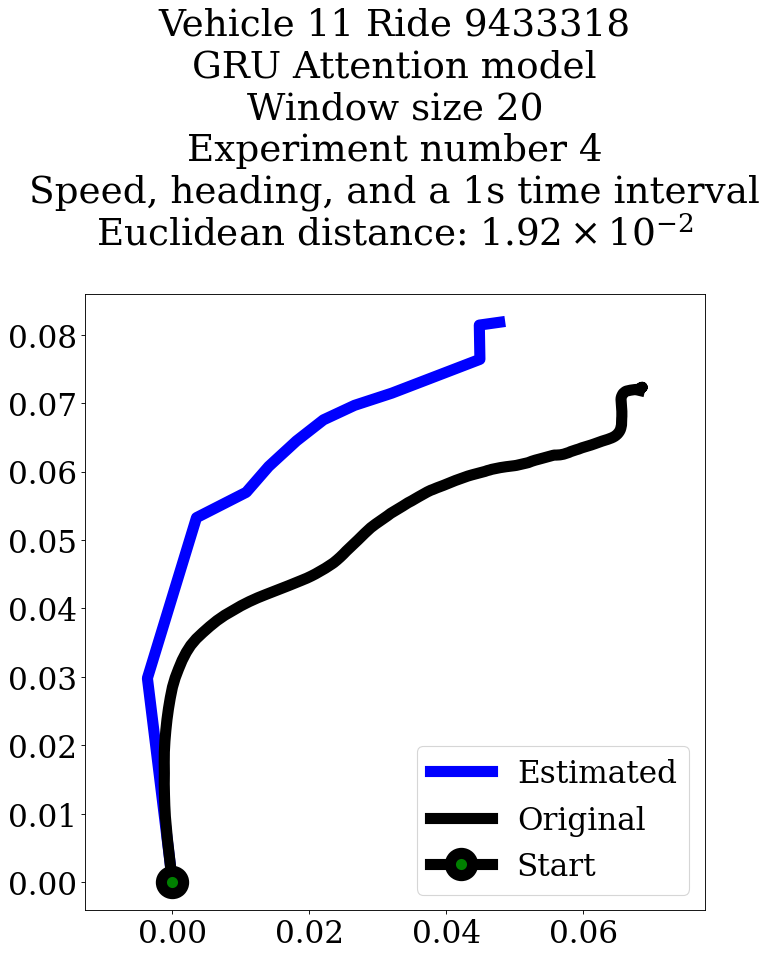 Vehicle 11 Ride 9433318
GRU Attention model
Window size 20
Experiment number 4
Speed, heading, and a 1s time interval
Euclidean distance: 1.92 × 10⁻²
0.08
0.07
0.06
0.05
0.04
0.03
0.02
0.01
0.00
Estimated
Original
Start
0.00 0.02 0.04 0.06